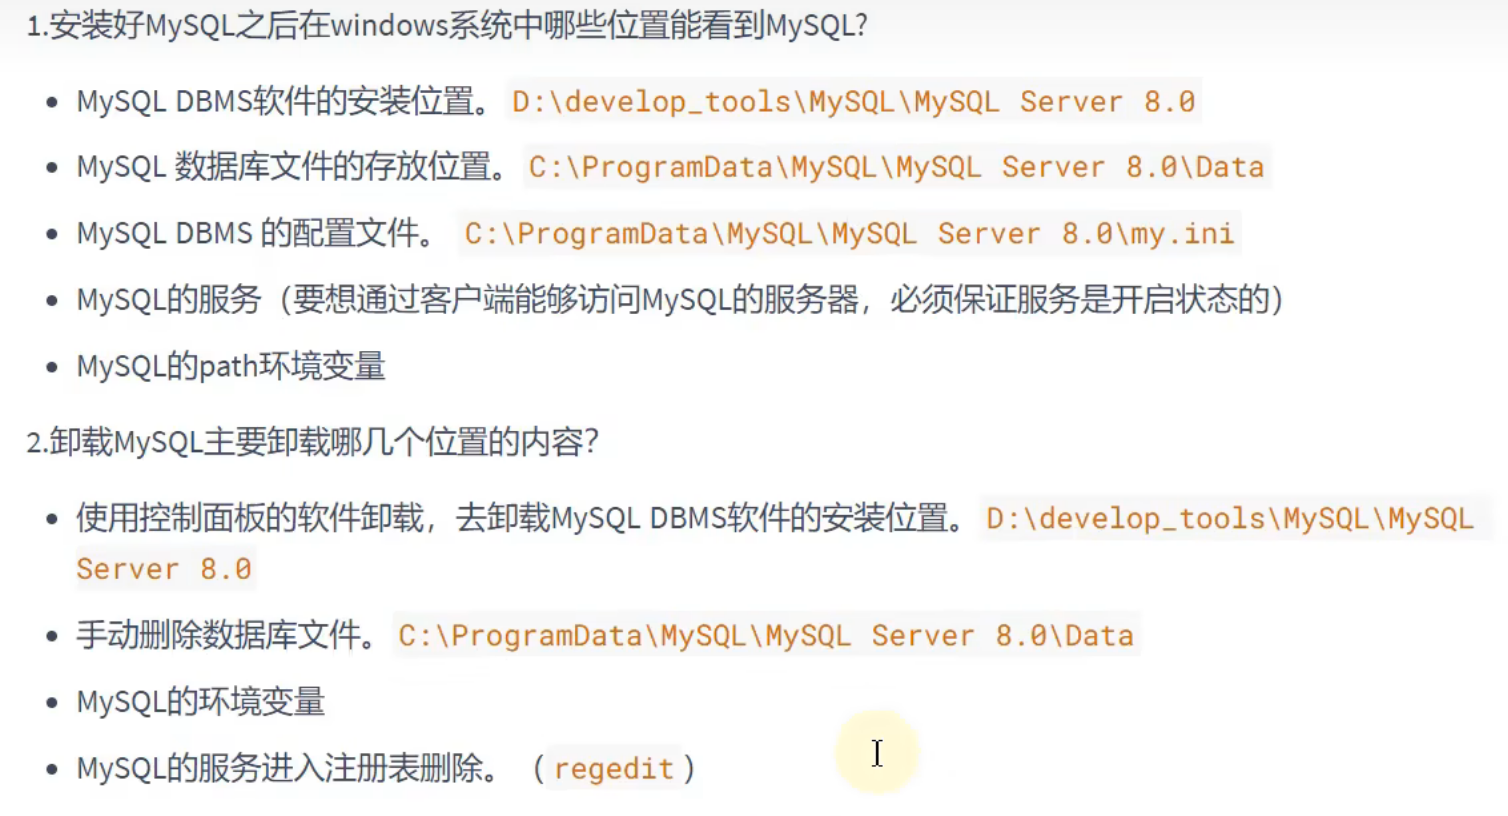 1.安装好MySQL之后在windows系统中哪些位置能看到MySQL?
• MySQL DBMS软件的安装位置。 D:\develop_tools\MySQL\MySQL Server 8.0
• MySQL 数据库文件的存放位置。 C:\ProgramData\MySQL\MySQL Server 8.0\Data
• MySQL DBMS 的配置文件。 C:\ProgramData\MySQL\MySQL Server 8.0\my.ini
• MySQL的服务（要想通过客户端能够访问MySQL的服务器，必须保证服务是开启状态的）
• MySQL的path环境变量
2.卸载MySQL主要卸载哪几个位置的内容？
• 使用控制面板的软件卸载，去卸载MySQL DBMS软件的安装位置。 D:\develop_tools\MySQL\MySQL
Server 8.0
• 手动删除数据库文件。 C:\ProgramData\MySQL\MySQL Server 8.0\Data
• MySQL的环境变量
• MySQL的服务进入注册表删除。（ regedit ）